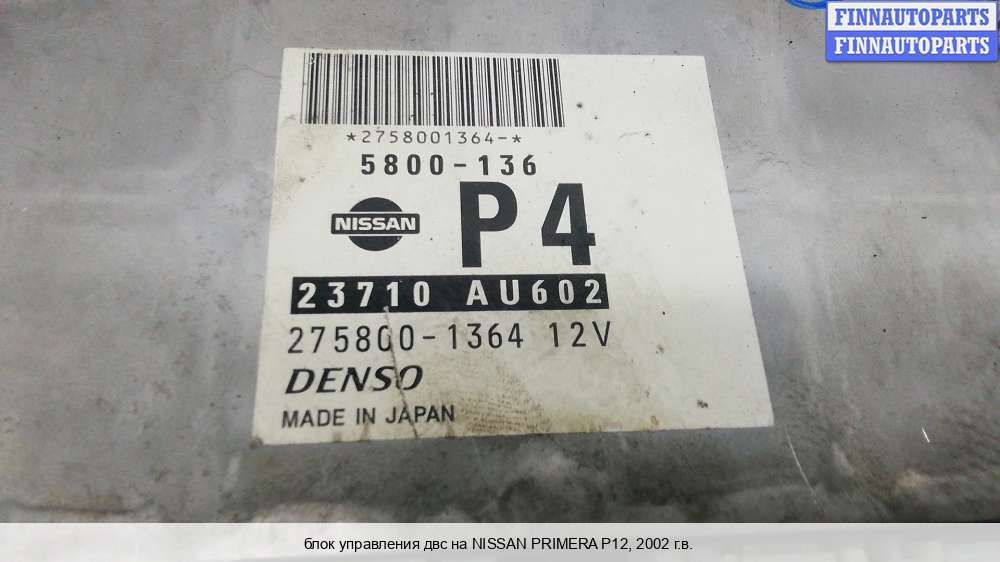 FINNAUTOPARTS
FINNAUTOPARTS
*2758001364-*
5800-136
NISSAN
P4
23710 AU602
275800-1364 12V
DENSO
MADE IN JAPAN
блок управления двс на NISSAN PRIMERA P12, 2002 г.в.